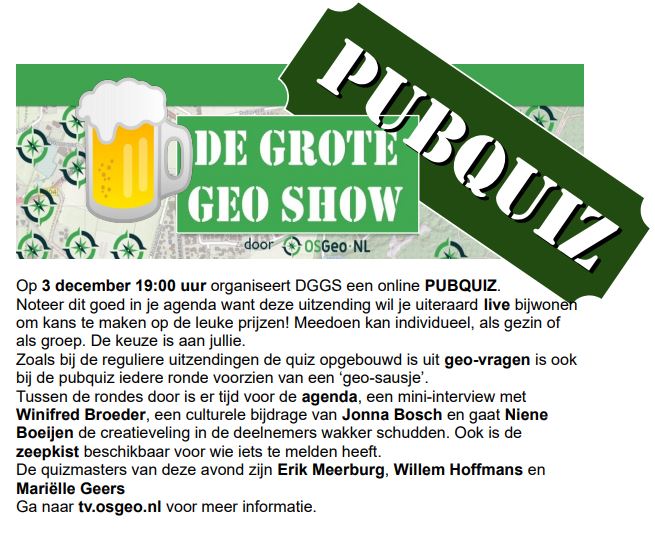 PUBQUIZ
DE GROTE
GEO SHOW
door OSGeo·NL
Op 3 december 19:00 uur organiseert DGGS een online PUBQUIZ.
Noteer dit goed in je agenda want deze uitzending wil je uiteraard live bijwonen
om kans te maken op de leuke prijzen! Meedoen kan individueel, als gezin of
als groep. De keuze is aan jullie.
Zoals bij de reguliere uitzendingen de quiz opgebouwd is uit geo-vragen is ook
bij de pubquiz iedere ronde voorzien van een ‘geo-sausje’.
Tussen de rondes door is er tijd voor de agenda, een mini-interview met
Winifred Broeder, een culturele bijdrage van Jonna Bosch en gaat Niene
Boeijen de creatieveling in de deelnemers wakker schudden. Ook is de
zeepkist beschikbaar voor wie iets te melden heeft.
De quizmasters van deze avond zijn Erik Meerburg, Willem Hoffmans en
Mariëlle Geers
Ga naar tv.osgeo.nl voor meer informatie.